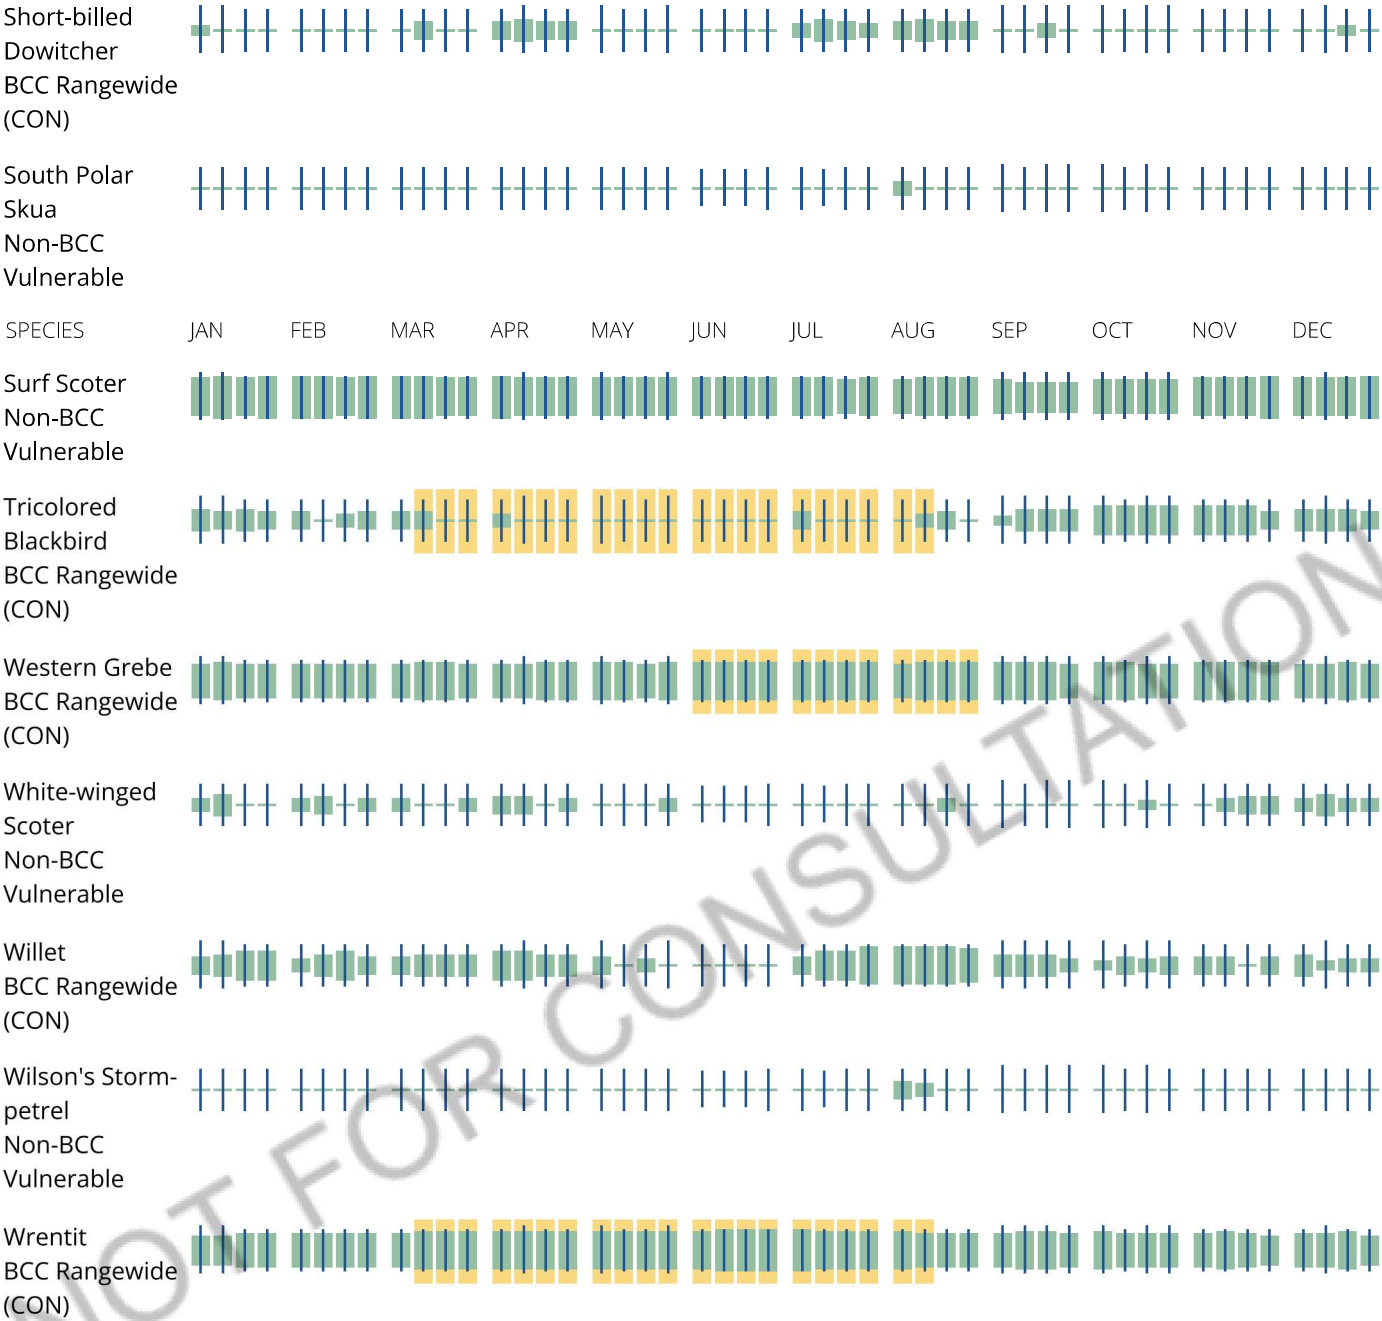 Short-billed
Dowitcher
BCC Rangewide
(CON)
South Polar
Skua
Non-BCC
Vulnerable
SPECIES JAN FEB MAR APR MAY JUN JUL AUG SEP OCT NOV DEC
Surf Scoter
Non-BCC
Vulnerable
Tricolored
Blackbird
BCC Rangewide
(CON)
Western Grebe
BCC Rangewide
(CON)
White-winged
Scoter
Non-BCC
Vulnerable
Willet
BCC Rangewide
(CON)
Wilson's Storm-
petrel
Non-BCC
Vulnerable
Wrentit
BCC Rangewide
(CON)
NOT FOR CONSULTATION